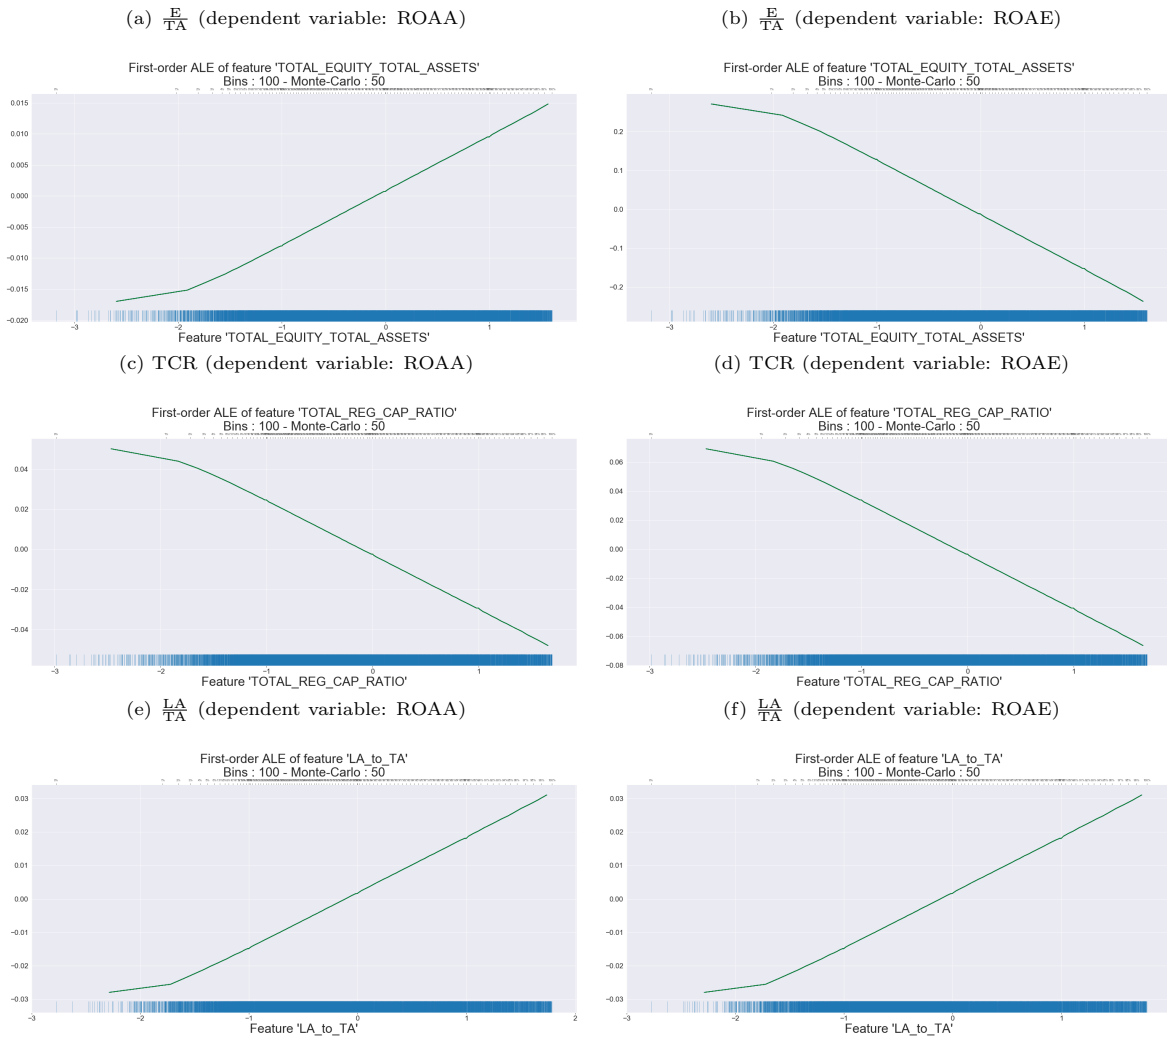 (a) E/TA (dependent variable: ROAA)
First-order ALE of feature 'TOTAL_EQUITY_TOTAL_ASSETS'
Bins : 100 - Monte-Carlo : 50
0.015
0.010
0.005
0.000
−0.005
−0.010
−0.015
−0.020
−3 −2 −1 0 1
Feature 'TOTAL_EQUITY_TOTAL_ASSETS'
(b) E/TA (dependent variable: ROAE)
First-order ALE of feature 'TOTAL_EQUITY_TOTAL_ASSETS'
Bins : 100 - Monte-Carlo : 50
0.2
0.1
0.0
−0.1
−0.2
−3 −2 −1 0 1
Feature 'TOTAL_EQUITY_TOTAL_ASSETS'
(c) TCR (dependent variable: ROAA)
First-order ALE of feature 'TOTAL_REG_CAP_RATIO'
Bins : 100 - Monte-Carlo : 50
0.04
0.02
0.00
−0.02
−0.04
−3 −2 −1 0 1
Feature 'TOTAL_REG_CAP_RATIO'
(d) TCR (dependent variable: ROAE)
First-order ALE of feature 'TOTAL_REG_CAP_RATIO'
Bins : 100 - Monte-Carlo : 50
0.06
0.04
0.02
0.00
−0.02
−0.04
−0.06
−0.08
−3 −2 −1 0 1
Feature 'TOTAL_REG_CAP_RATIO'
(e) LA/TA (dependent variable: ROAA)
First-order ALE of feature 'LA_to_TA'
Bins : 100 - Monte-Carlo : 50
0.03
0.02
0.01
0.00
−0.01
−0.02
−0.03
−3 −2 −1 0 1 2
Feature 'LA_to_TA'
(f) LA/TA (dependent variable: ROAE)
First-order ALE of feature 'LA_to_TA'
Bins : 100 - Monte-Carlo : 50
0.03
0.02
0.01
0.00
−0.01
−0.02
−0.03
−3 −2 −1 0 1
Feature 'LA_to_TA'